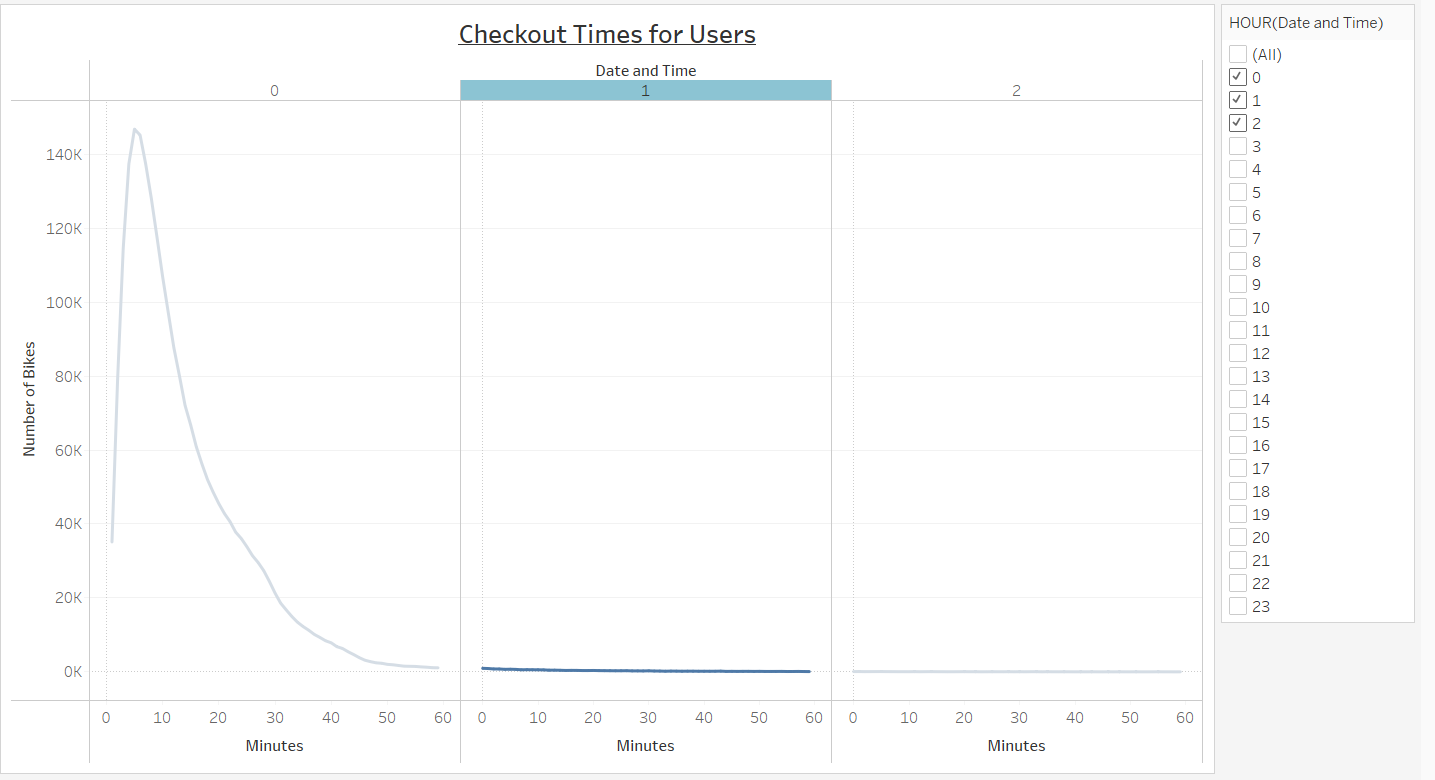 Checkout Times for Users
Date and Time
0 1 2
140K
120K
100K
80K
60K
40K
20K
0K
Number of Bikes
0 10 20 30 40 50 60 0 10 20 30 40 50 60 0 10 20 30 40 50 60
Minutes Minutes Minutes
HOUR(Date and Time)
(All)
0
1
2
3
4
5
6
7
8
9
10
11
12
13
14
15
16
17
18
19
20
21
22
23